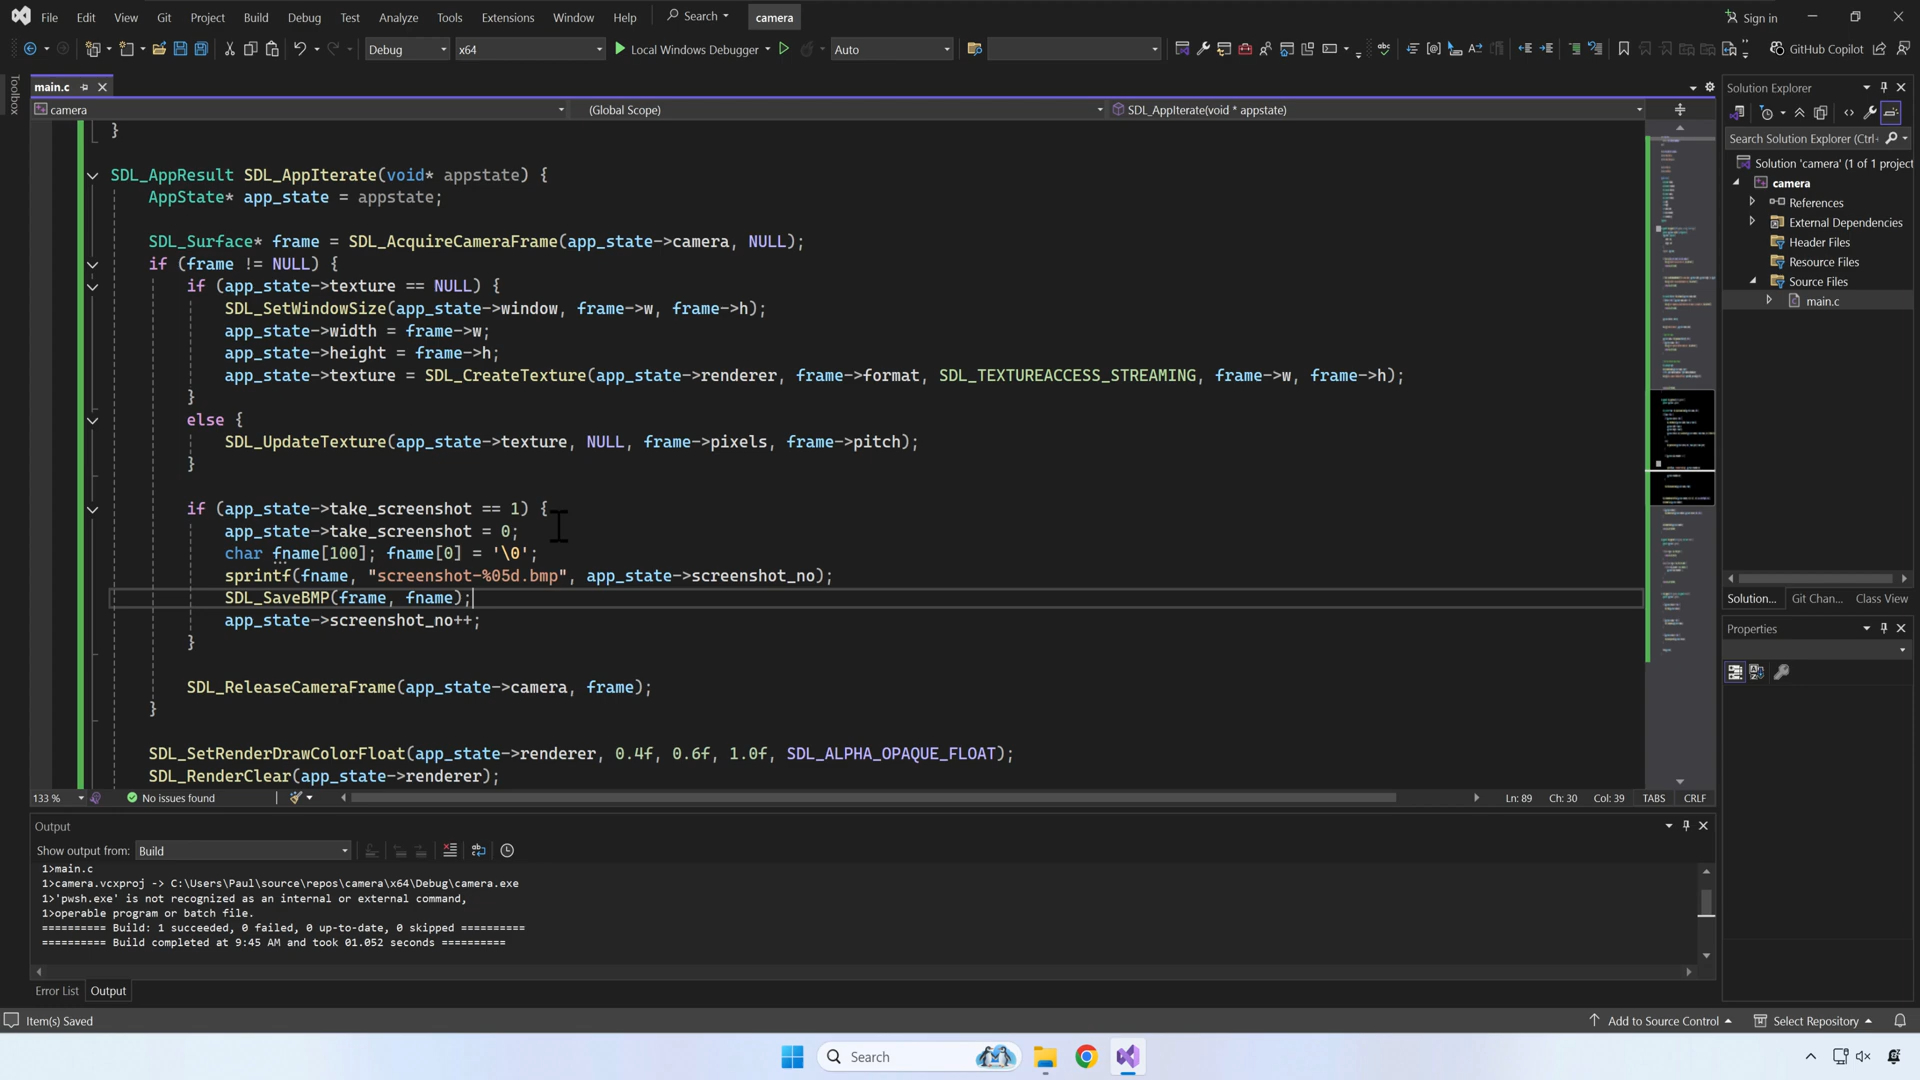 File Edit View Git Project Build Debug Test Analyze Tools Extensions Window Help Search camera Sign in
Debug x64 Local Windows Debugger Auto GitHub Copilot
Toolbox
main.c
camera (Global Scope) SDL_AppIterate(void * appstate)
}
SDL_AppResult SDL_AppIterate(void* appstate) {
AppState* app_state = appstate;
SDL_Surface* frame = SDL_AcquireCameraFrame(app_state->camera, NULL);
if (frame != NULL) {
if (app_state->texture == NULL) {
SDL_SetWindowSize(app_state->window, frame->w, frame->h);
app_state->width = frame->w;
app_state->height = frame->h;
app_state->texture = SDL_CreateTexture(app_state->renderer, frame->format, SDL_TEXTUREACCESS_STREAMING, frame->w, frame->h);
}
else {
SDL_UpdateTexture(app_state->texture, NULL, frame->pixels, frame->pitch);
}
if (app_state->take_screenshot == 1) {
app_state->take_screenshot = 0;
char fname[100]; fname[0] = '\0';
sprintf(fname, "screenshot-%05d.bmp", app_state->screenshot_no);
SDL_SaveBMP(frame, fname);
app_state->screenshot_no++;
}
SDL_ReleaseCameraFrame(app_state->camera, frame);
}
SDL_SetRenderDrawColorFloat(app_state->renderer, 0.4f, 0.6f, 1.0f, SDL_ALPHA_OPAQUE_FLOAT);
SDL_RenderClear(app_state->renderer);
133 % No issues found Ln: 89 Ch: 30 Col: 39 TABS CRLF
Output
Show output from: Build
1>main.c
1>camera.vcxproj -> C:\Users\Paul\source\repos\camera\x64\Debug\camera.exe
1>'pwsh.exe' is not recognized as an internal or external command,
1>operable program or batch file.
========== Build: 1 succeeded, 0 failed, 0 up-to-date, 0 skipped ==========
========== Build completed at 9:45 AM and took 01.052 seconds ==========
Error List Output
Solution Explorer
Search Solution Explorer (Ctrl+
Solution 'camera' (1 of 1 project
camera
References
External Dependencies
Header Files
Resource Files
Source Files
main.c
Solution... Git Chan... Class View
Properties
Item(s) Saved Add to Source Control Select Repository
Search